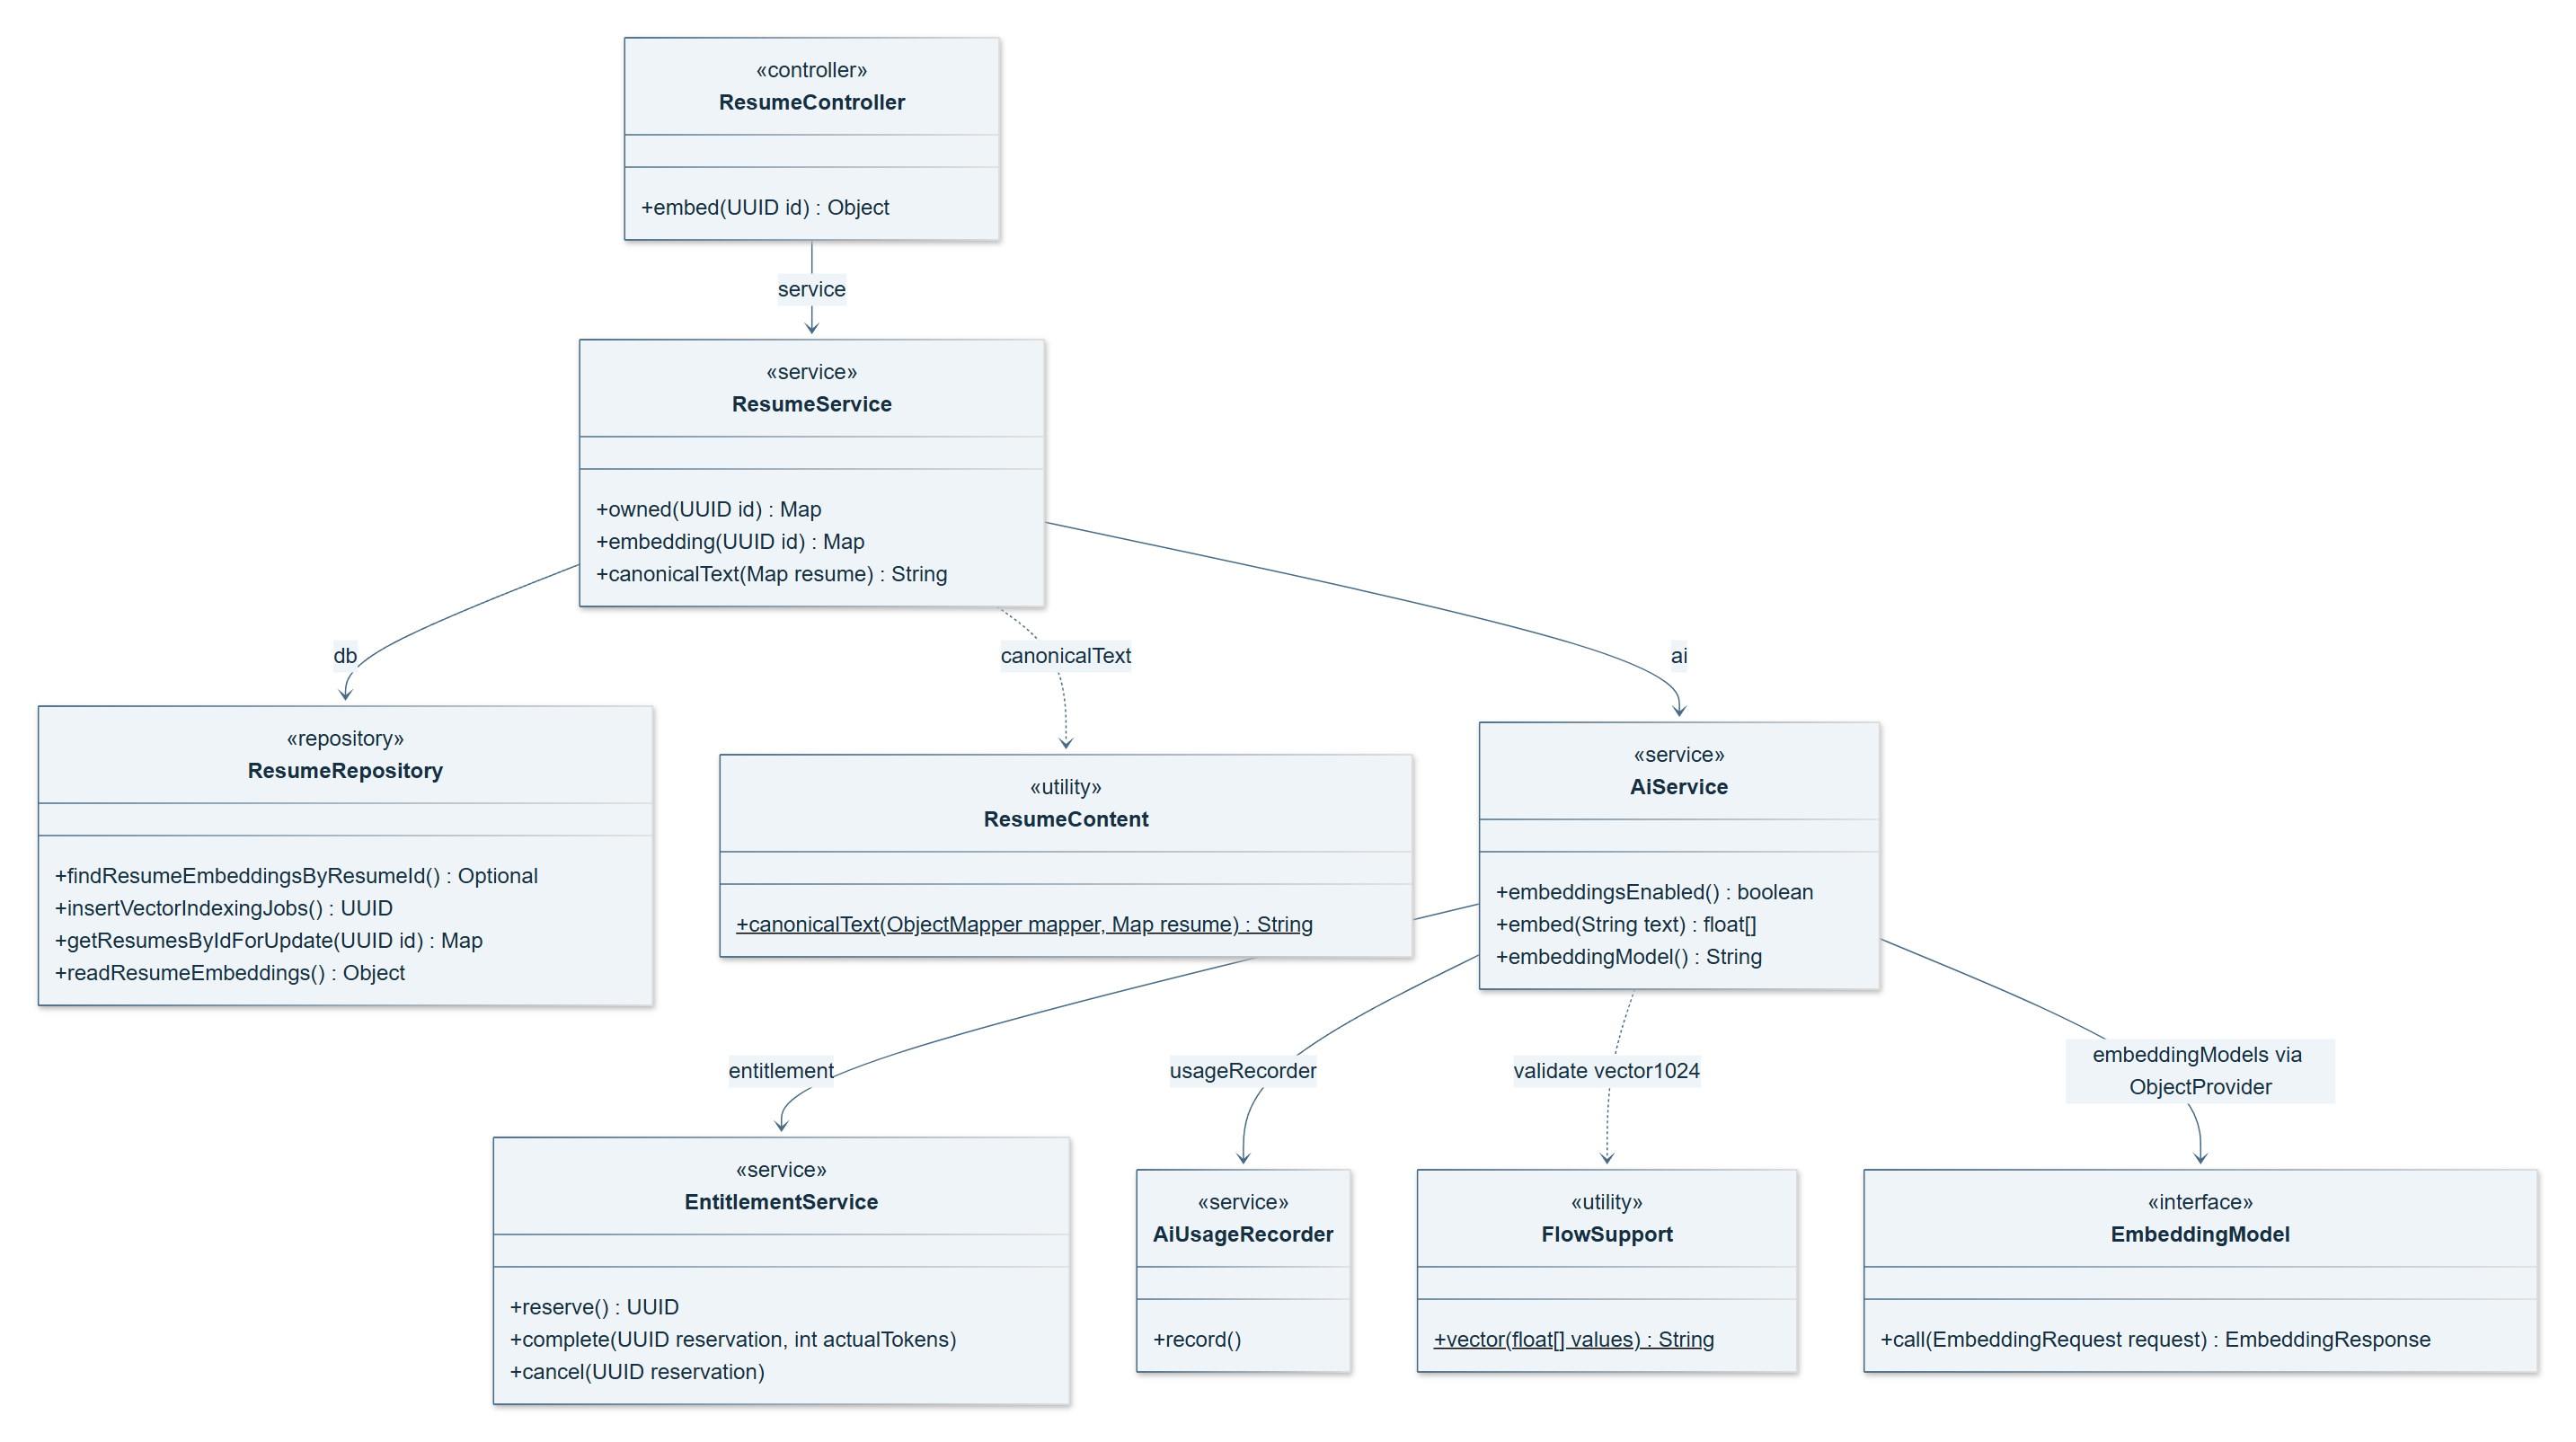 «controller»
ResumeController
+embed(UUID id) : Object
service
«service»
ResumeService
+owned(UUID id) : Map
+embedding(UUID id) : Map
+canonicalText(Map resume) : String
db
canonicalText
ai
«repository»
ResumeRepository
+findResumeEmbeddingsByResumeId() : Optional
+insertVectorIndexingJobs() : UUID
+getResumesByIdForUpdate(UUID id) : Map
+readResumeEmbeddings() : Object
«utility»
ResumeContent
+canonicalText(ObjectMapper mapper, Map resume) : String
«service»
AiService
+embeddingsEnabled() : boolean
+embed(String text) : float[]
+embeddingModel() : String
entitlement
usageRecorder
validate vector1024
embeddingModels via
ObjectProvider
«service»
EntitlementService
+reserve() : UUID
+complete(UUID reservation, int actualTokens)
+cancel(UUID reservation)
«service»
AiUsageRecorder
+record()
«utility»
FlowSupport
+vector(float[] values) : String
«interface»
EmbeddingModel
+call(EmbeddingRequest request) : EmbeddingResponse